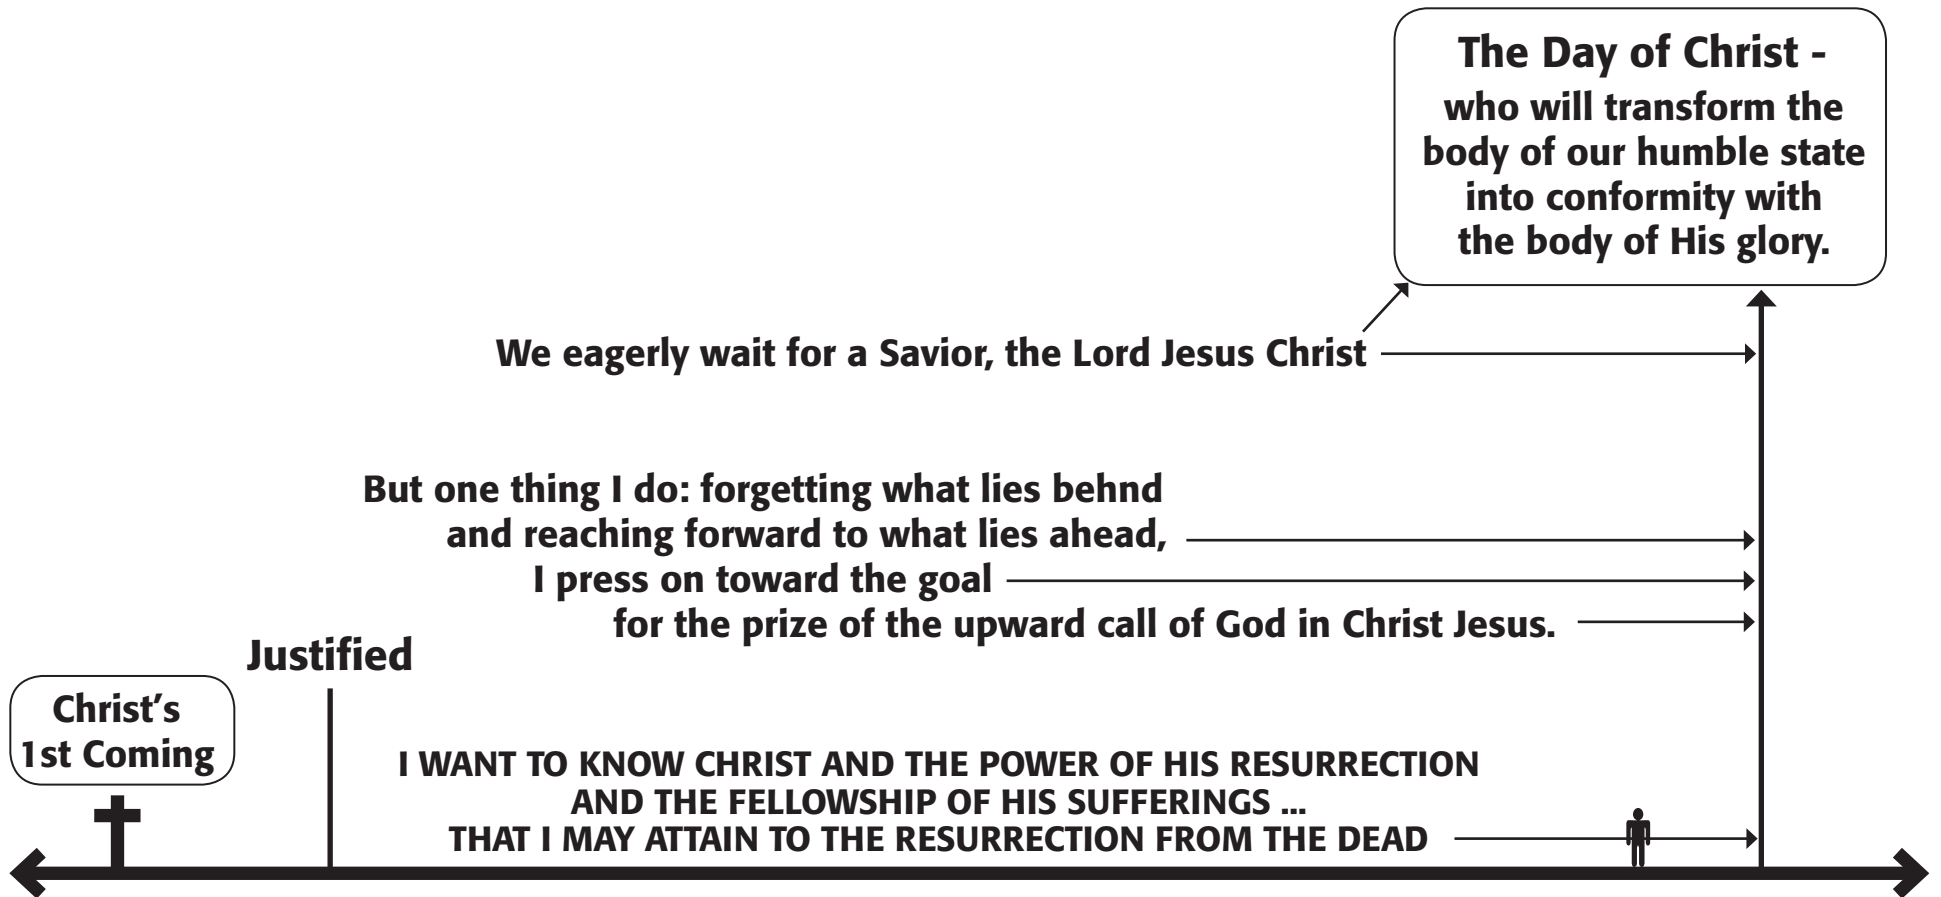 The Day of Christ -
who will transform the
body of our humble state
into conformity with
the body of His glory.
We eagerly wait for a Savior, the Lord Jesus Christ
But one thing I do: forgetting what lies behnd
and reaching forward to what lies ahead,
I press on toward the goal
for the prize of the upward call of God in Christ Jesus.
Justified
Christ’s
1st Coming
I WANT TO KNOW CHRIST AND THE POWER OF HIS RESURRECTION
AND THE FELLOWSHIP OF HIS SUFFERINGS ...
THAT I MAY ATTAIN TO THE RESURRECTION FROM THE DEAD